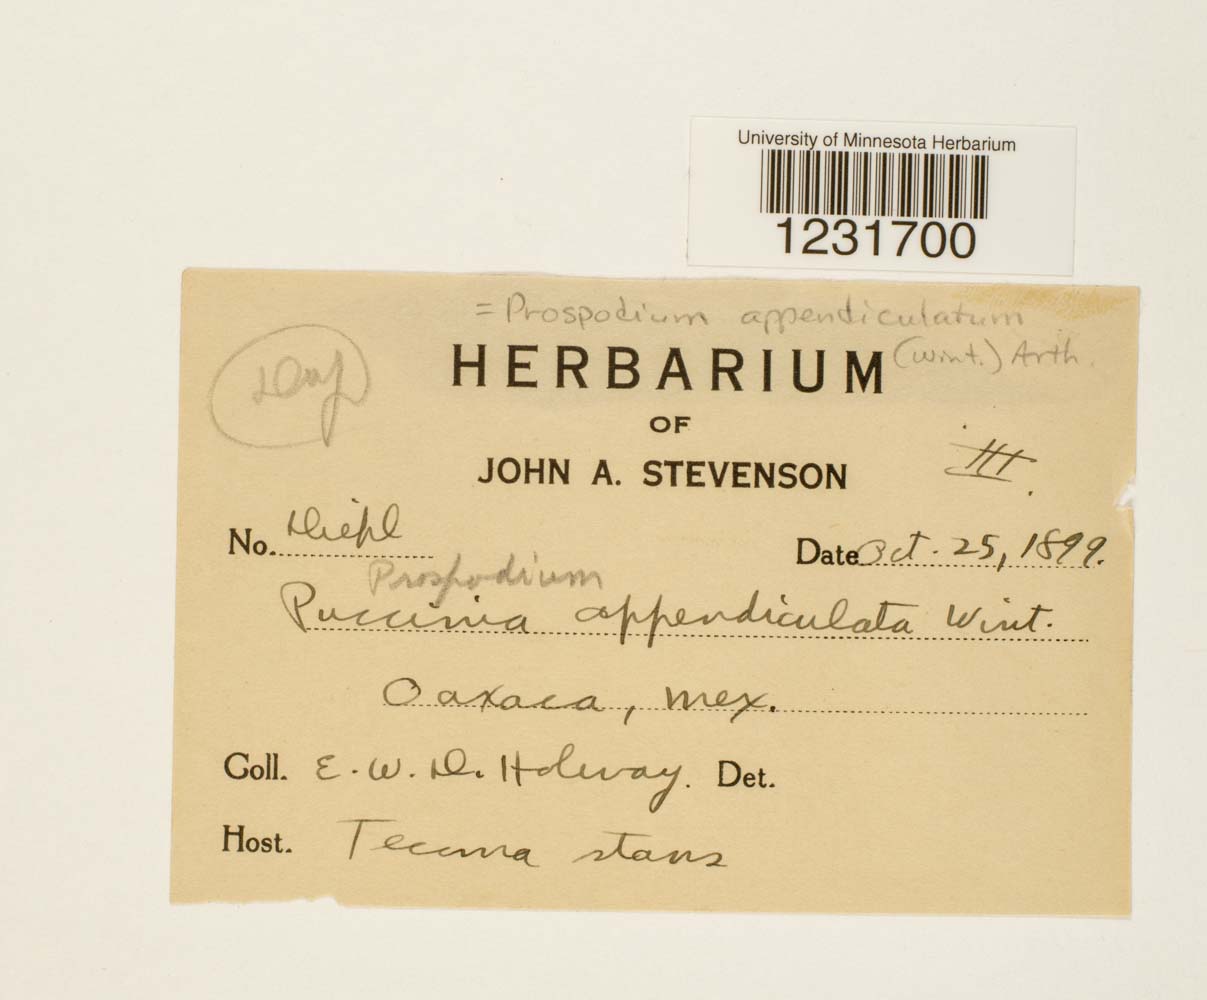 University of Minnesota Herbarium
1231700
= Prospodium appendiculatum
(Wint.) Arth.
HERBARIUM
OF
JOHN A. STEVENSON
III.
No. Diehl
Date Oct. 25, 1899.
Prospodium
Puccinia appendiculata Wint.
Oaxaca, Mex.
Coll. E. W. D. Holway. Det.
Host. Tecoma stans